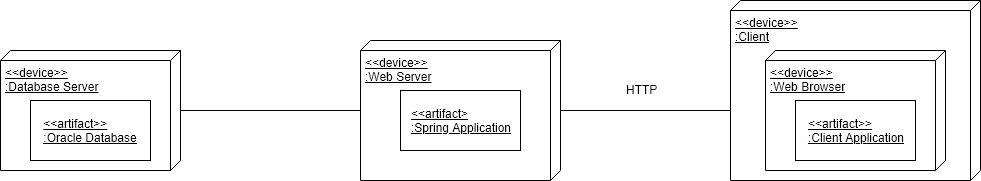 <<device>>
:Database Server
<<artifact>>
:Oracle Database
<<device>>
:Web Server
<<artifact>
:Spring Application
HTTP
<<device>>
:Client
<<device>>
:Web Browser
<<artifact>>
:Client Application